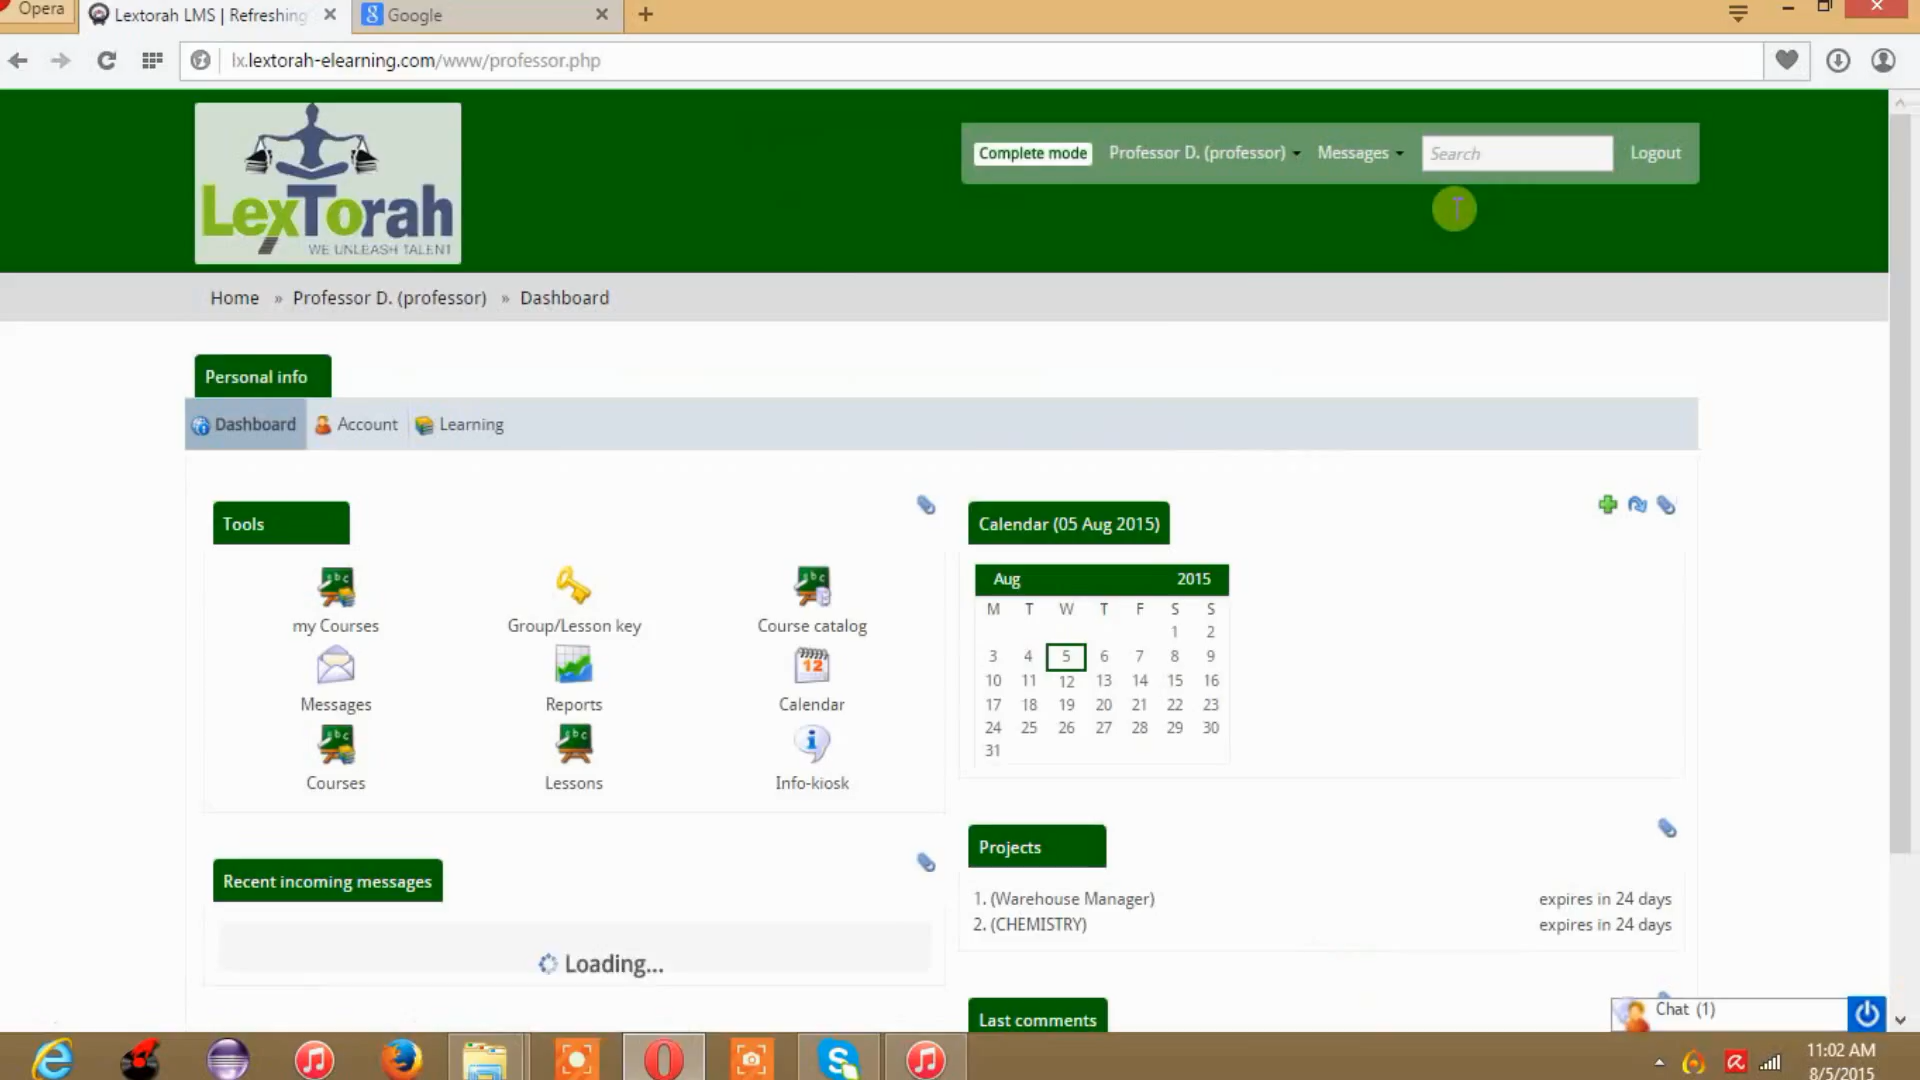 Opera
Lextorah LMS | Refreshing
Google
lx.lextorah-elearning.com/www/professor.php
LexTorah
WE UNLEASH TALENT
Complete mode
Professor D. (professor)
Messages
Search
Logout
Home » Professor D. (professor) » Dashboard
Personal info
Dashboard
Account
Learning
Tools
my Courses
Group/Lesson key
Course catalog
Messages
Reports
12
Calendar
Courses
Lessons
Info-kiosk
Recent incoming messages
Loading...
Calendar (05 Aug 2015)
Aug 2015
M T W T F S S
1 2
3 4 5 6 7 8 9
10 11 12 13 14 15 16
17 18 19 20 21 22 23
24 25 26 27 28 29 30
31
Projects
1. (Warehouse Manager) expires in 24 days
2. (CHEMISTRY) expires in 24 days
Last comments
Chat (1)
11:02 AM
8/5/2015